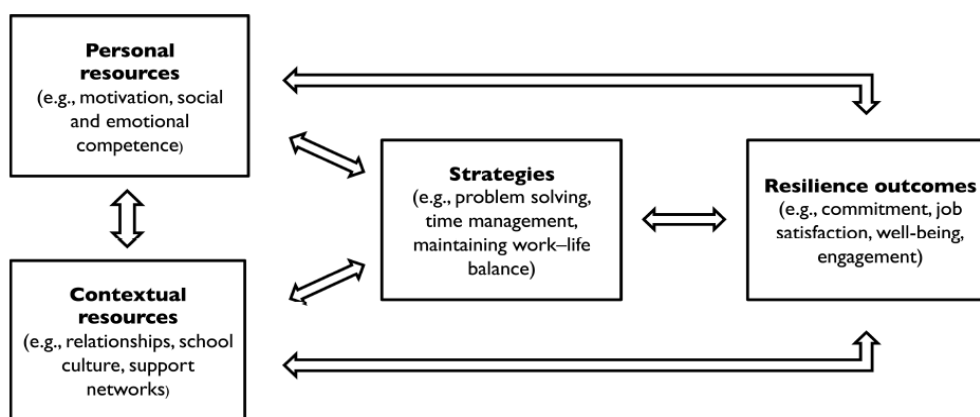 Personal
resources
(e.g., motivation, social
and emotional
competence)
Strategies
(e.g., problem solving,
time management,
maintaining work–life
balance)
Resilience outcomes
(e.g., commitment, job
satisfaction, well-being,
engagement)
Contextual
resources
(e.g., relationships, school
culture, support
networks)